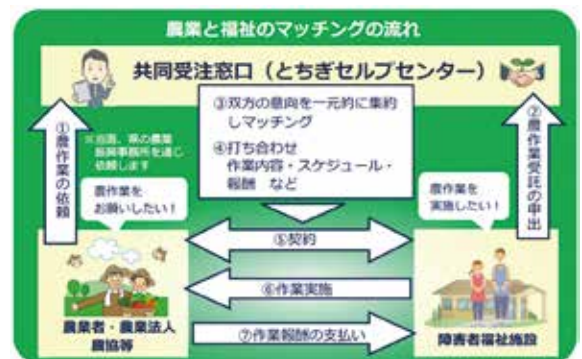 農業と福祉のマッチングの流れ
共同受注窓口（とちぎセルプセンター）
①農作業の依頼
※当面、県の農業
振興事務所を通じ
依頼します
③双方の意向を一元的に集約
しマッチング
④打ち合わせ
作業内容・スケジュール・
報酬　など
②農作業受託の申出
農作業を
お願いしたい！
農作業を
実施したい！
⑤契約
⑥作業実施
⑦作業報酬の支払い
農業者・農業法人
農協等
障害者福祉施設